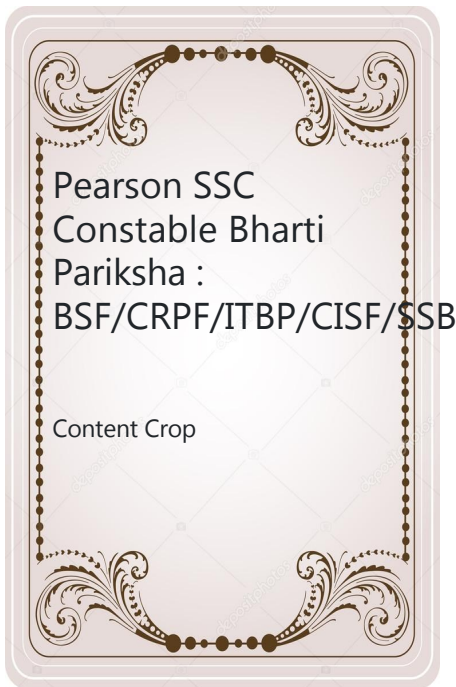 Pearson SSC
Constable Bharti
Pariksha :
BSF/CRPF/ITBP/CISF/SSB
Content Crop